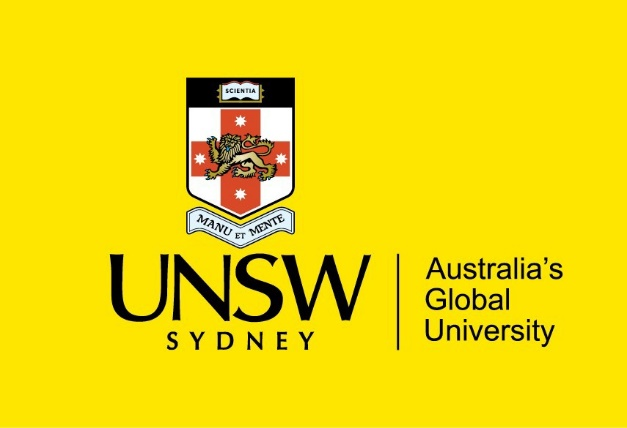 SCIENTIA
MANU ET MENTE
UNSW
SYDNEY
Australia’s
Global
University